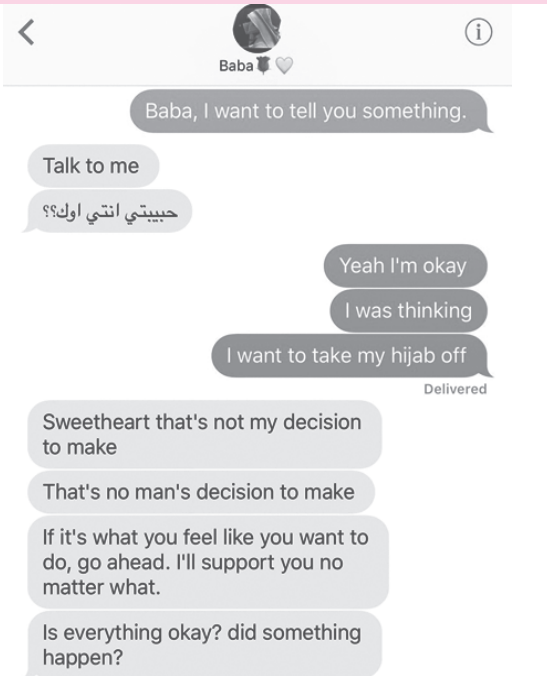 Baba🌹🤍
Baba, I want to tell you something.
Talk to me
حبيبتي انتي اوك؟؟
Yeah I'm okay
I was thinking
I want to take my hijab off
Delivered
Sweetheart that's not my decision
to make
That's no man's decision to make
If it's what you feel like you want to
do, go ahead. I'll support you no
matter what.
Is everything okay? did something
happen?